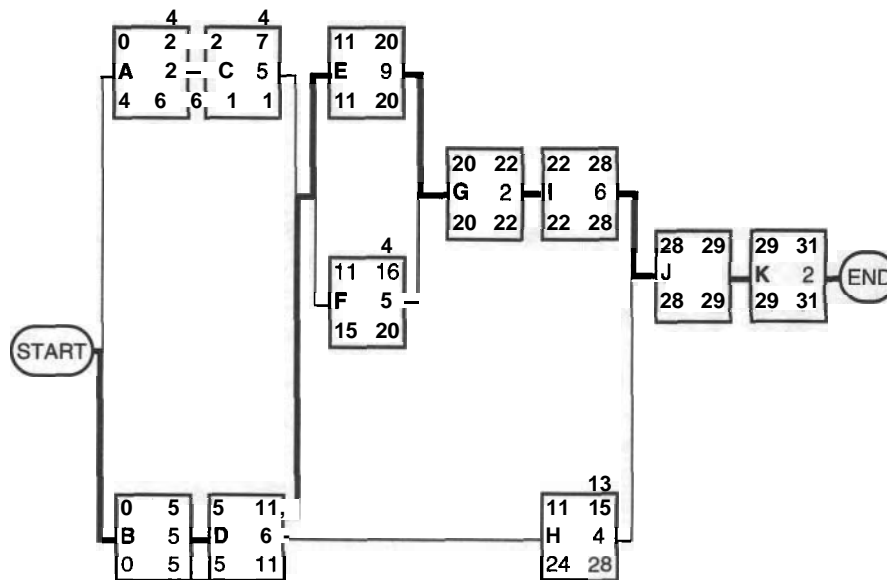 4 4
0 2 2 7 11 20
A 2 – C 5 E 9
4 6 6 1 1 11 20
20 22 22 28
G 2 I 6
20 22 22 28
4
11 16
F 5 –
15 20
28 29 29 31
J K 2 END
28 29 29 31
START
13
0 5 5 11, 11 15
B 5 D 6 - H 4
0 5 5 11 24 28